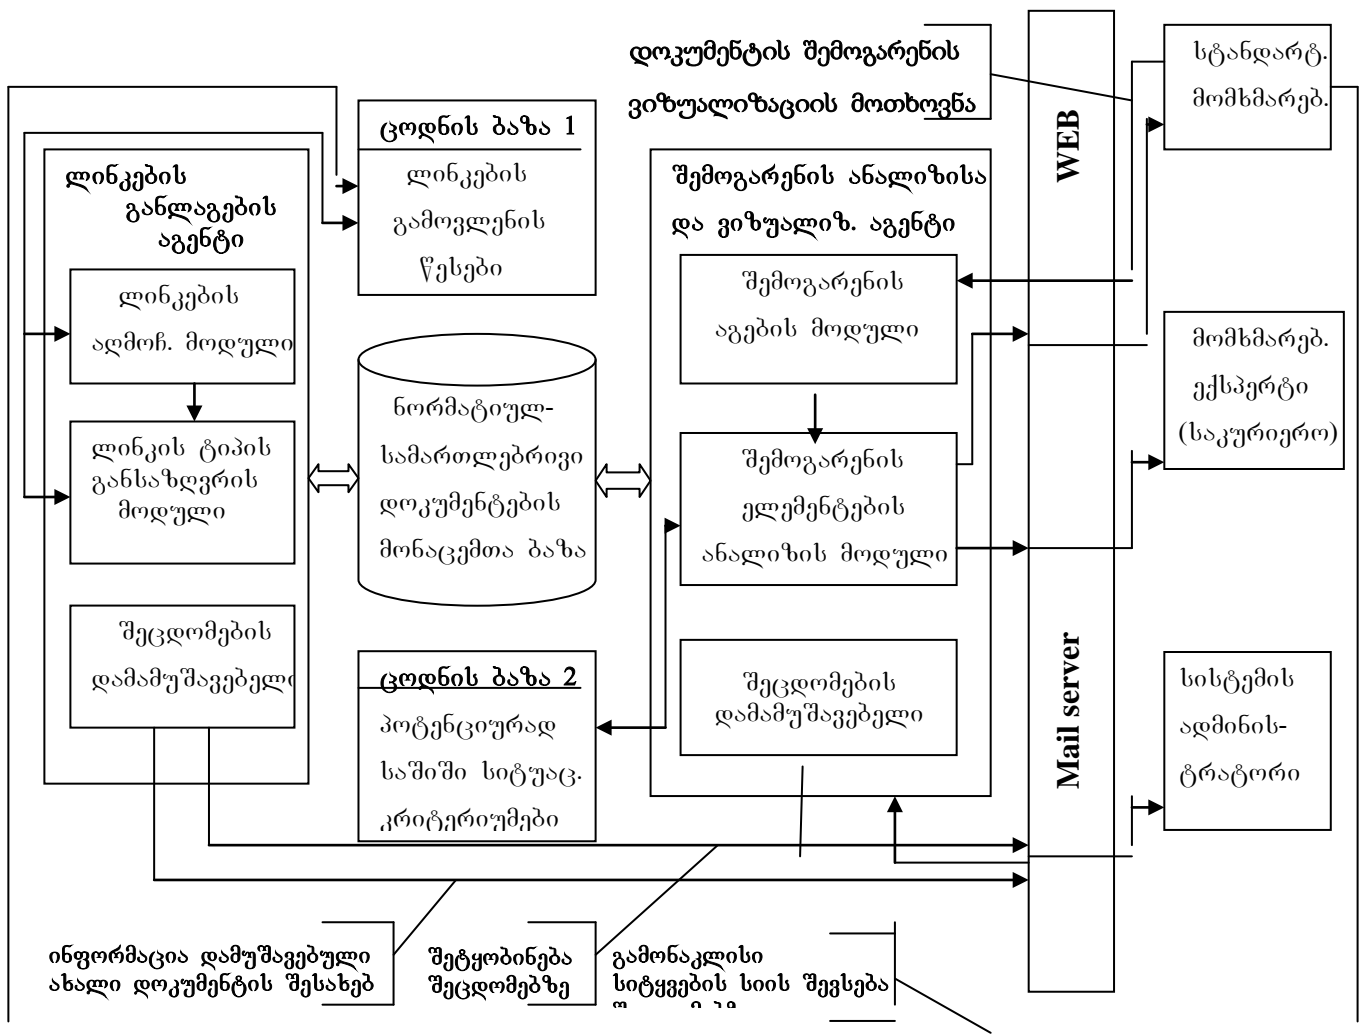 დოკუმენტის შემოგარენის
ვიზუალიზაციის მოთხოვნა
WEB
სტანდარტ.
მომხმარებ.
ცოდნის ბაზა 1
ლინკების
გამოვლენის
წესები
ლინკების
განლაგების
აგენტი
ლინკების
აღმოჩ. მოდული
ლინკის ტიპის
განსაზღვრის
მოდული
შეცდომების
დამამუშავებელი
ნორმატიულ-
სამართლებრივი
დოკუმენტების
მონაცემთა ბაზა
ცოდნის ბაზა 2
პოტენციურად
საშიში სიტუაც.
კრიტერიუმები
შემოგარენის ანალიზისა
და ვიზუალიზ. აგენტი
შემოგარენის
აგების მოდული
შემოგარენის
ელემენტების
ანალიზის მოდული
შეცდომების
დამამუშავებელი
Mail server
მომხმარებ.
ექსპერტი
(საკურიერო)
სისტემის
ადმინის-
ტრატორი
ინფორმაცია დამუშავებული
ახალი დოკუმენტის შესახებ
შეტყობინება
შეცდომებზე
გამონაკლისი
სიტყვების სიის შევსება